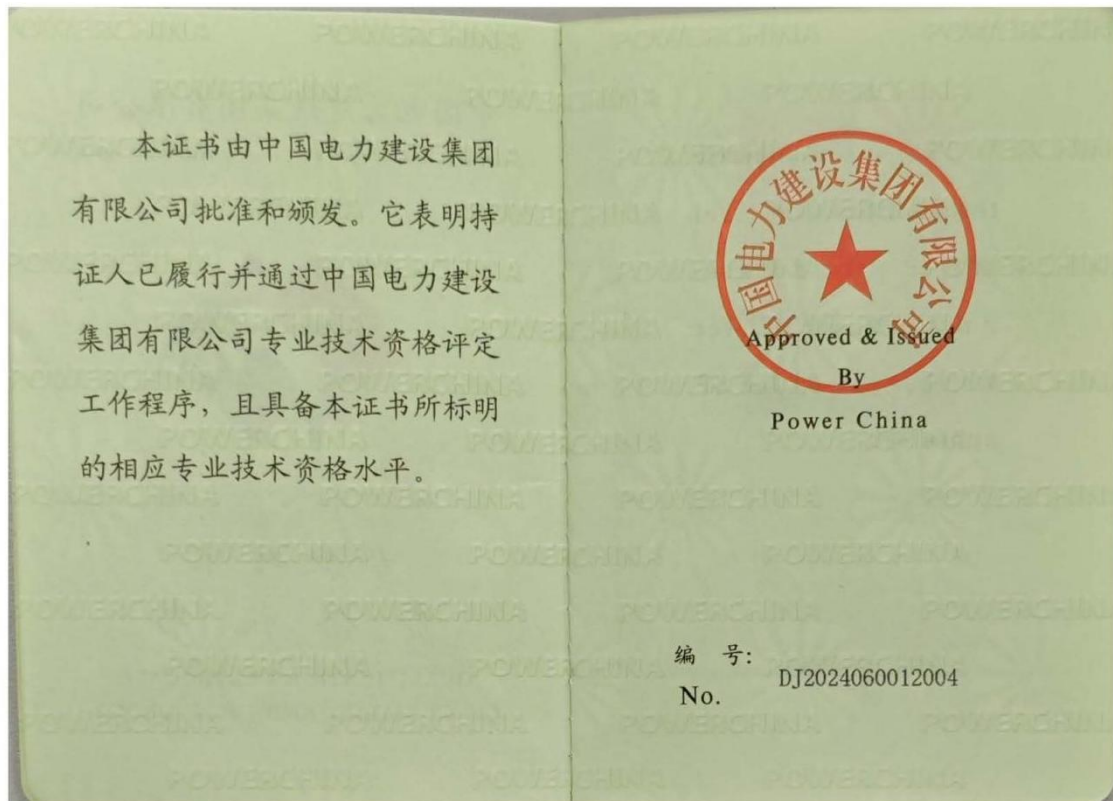 本证书由中国电力建设集团
有限公司批准和颁发。它表明持
证人已履行并通过中国电力建设
集团有限公司专业技术资格评定
工作程序，且具备本证书所标明
的相应专业技术资格水平。
中国电力建设集团有限公司
Approved & Issued
By
Power China
编 号:
No.
DJ2024060012004